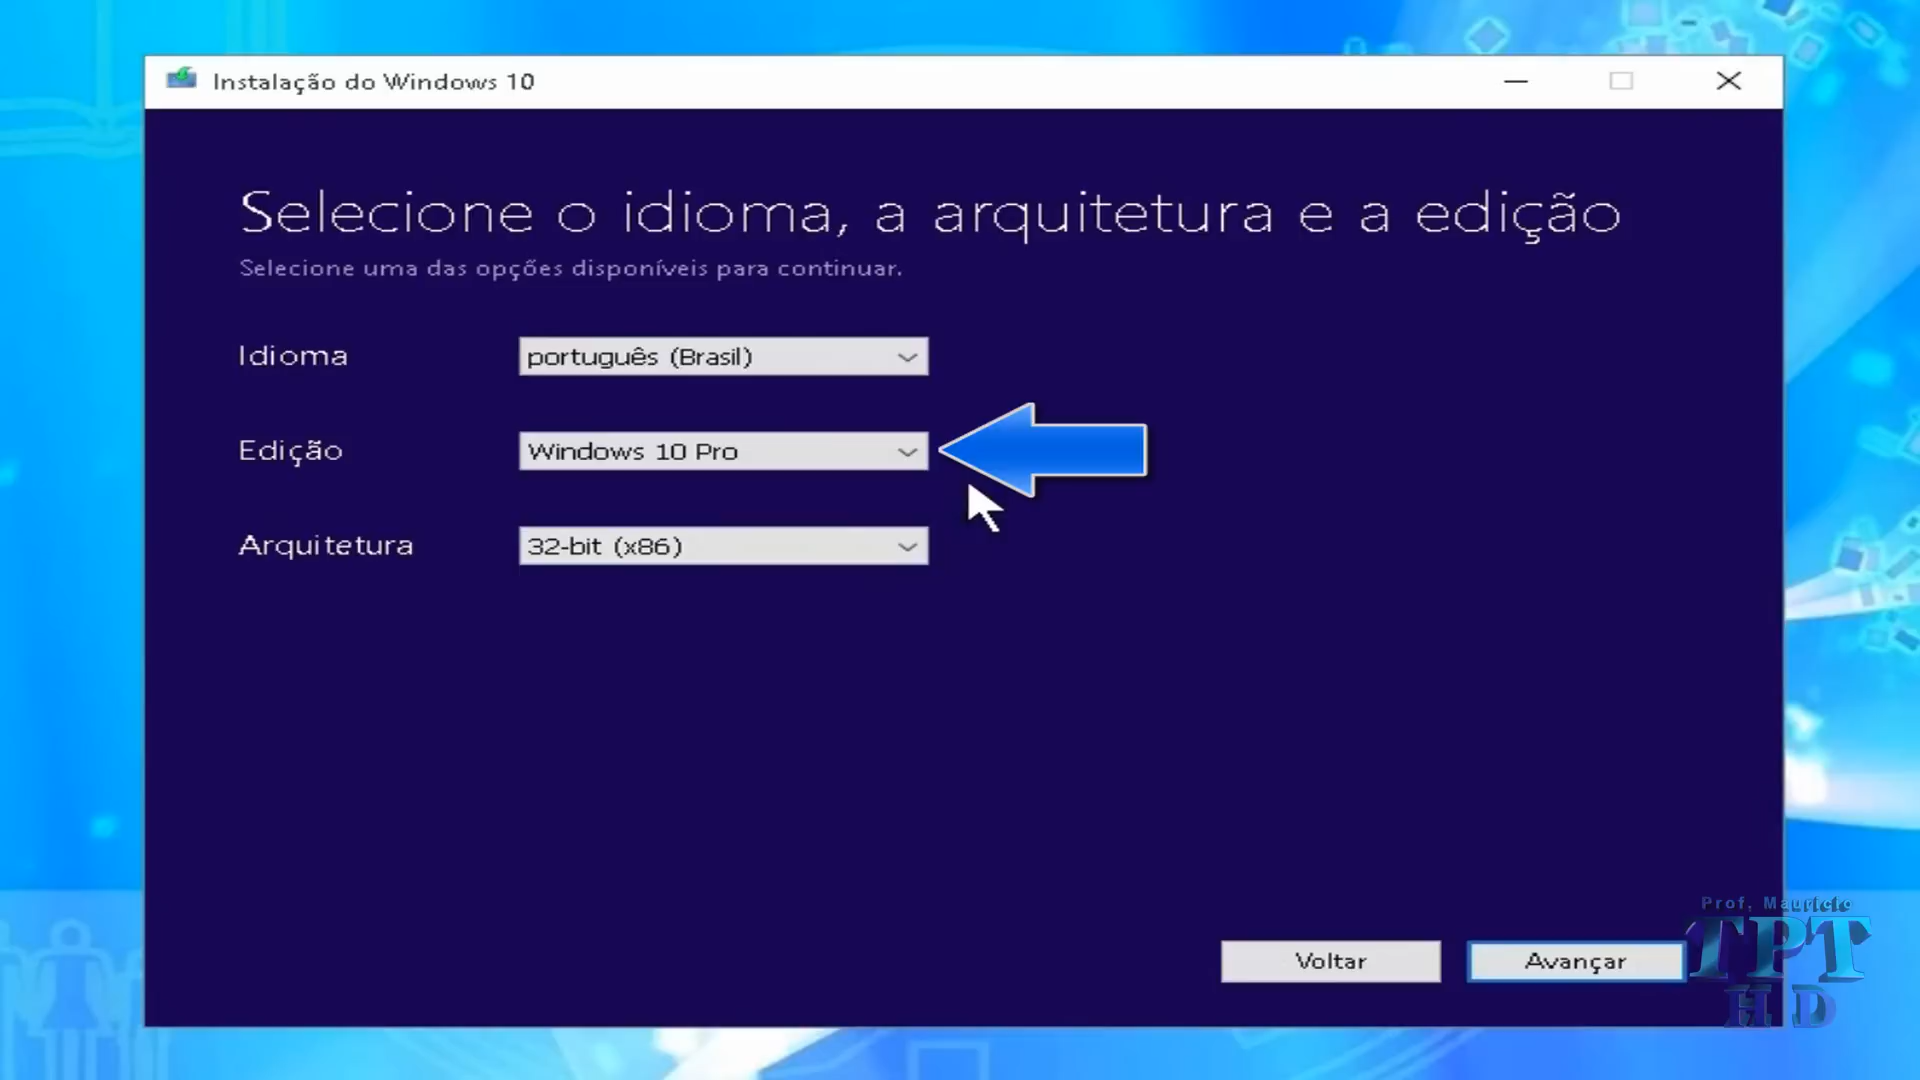 Instalação do Windows 10
Selecione o idioma, a arquitetura e a edição
Selecione uma das opções disponíveis para continuar.
Idioma
português (Brasil)
Edição
Windows 10 Pro
Arquitetura
32-bit (x86)
Voltar
Avançar
Prof. Mauricio
TPT
HD